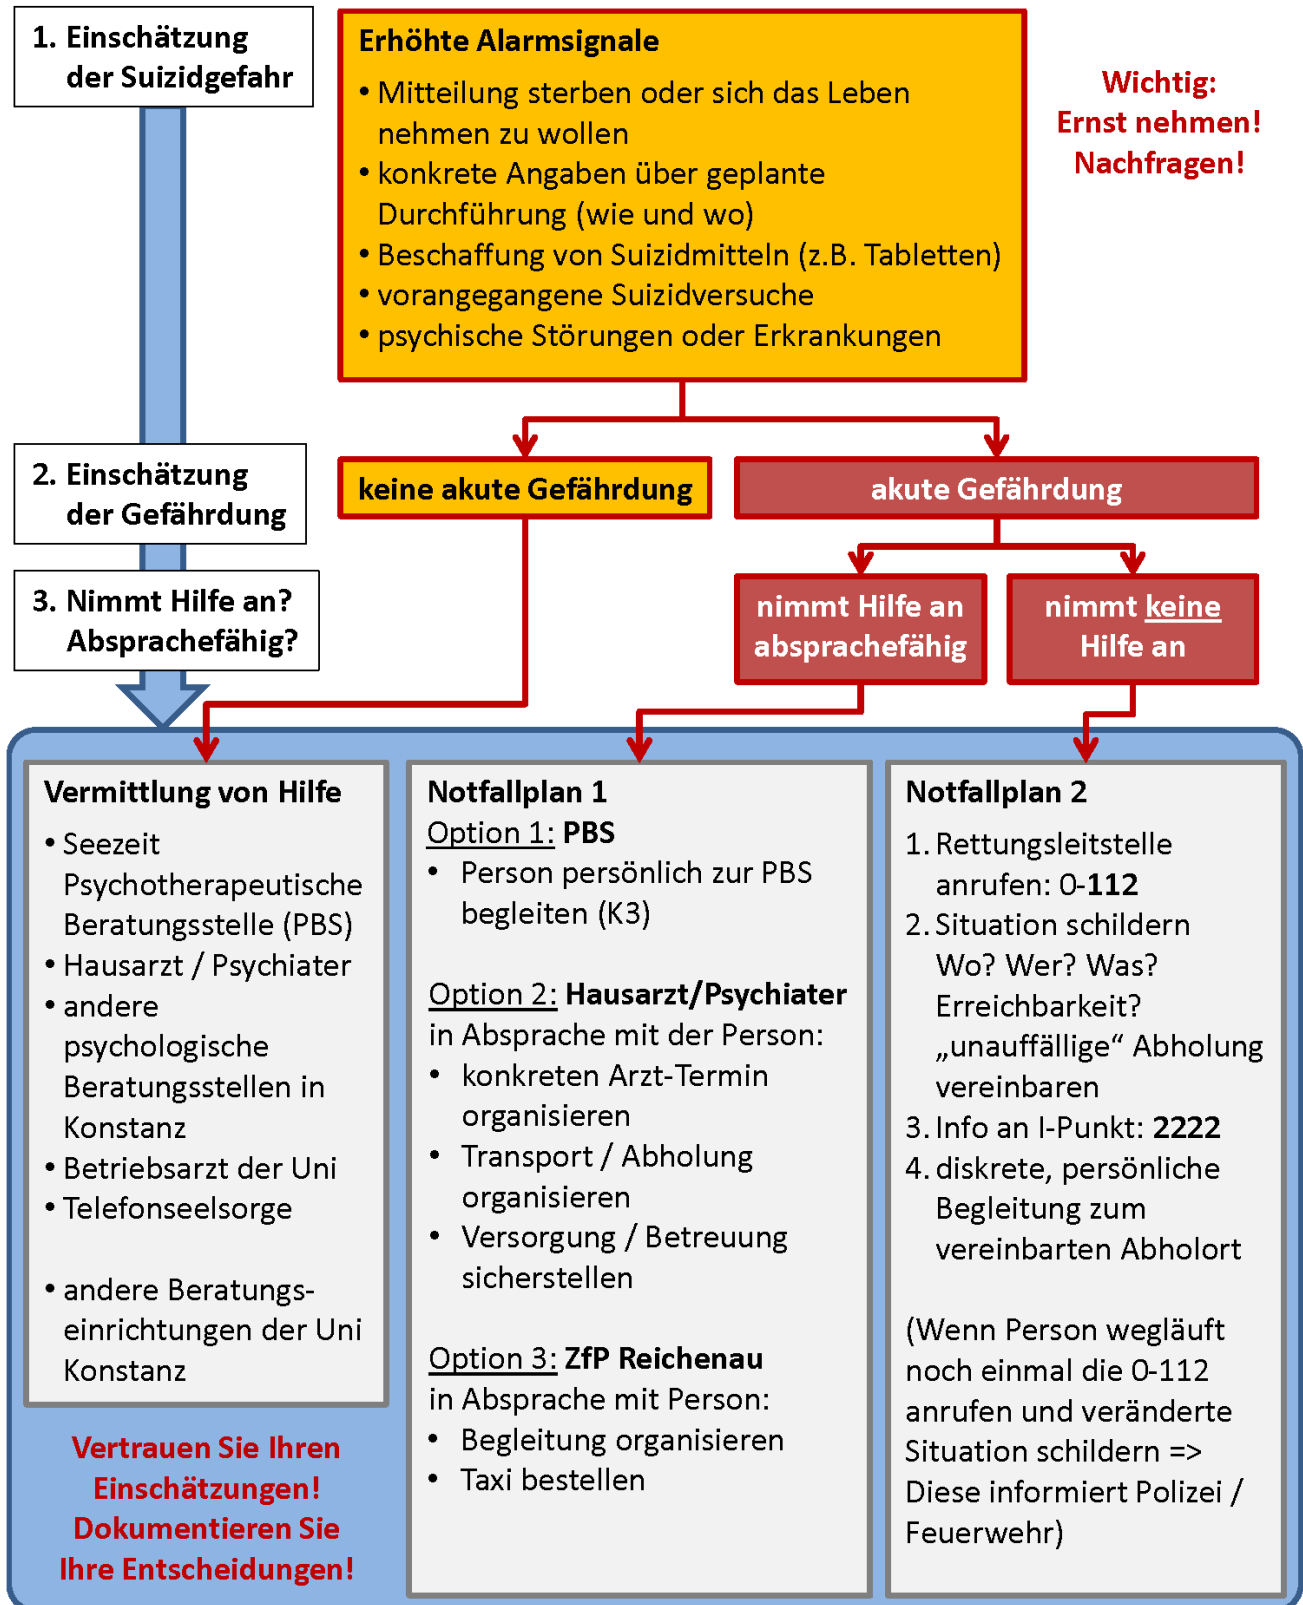 1. Einschätzung
der Suizidgefahr
Erhöhte Alarmsignale
• Mitteilung sterben oder sich das Leben
nehmen zu wollen
• konkrete Angaben über geplante
Durchführung (wie und wo)
• Beschaffung von Suizidmitteln (z.B. Tabletten)
• vorangegangene Suizidversuche
• psychische Störungen oder Erkrankungen
Wichtig:
Ernst nehmen!
Nachfragen!
2. Einschätzung
der Gefährdung
keine akute Gefährdung
akute Gefährdung
3. Nimmt Hilfe an?
Absprachefähig?
nimmt Hilfe an
absprachefähig
nimmt keine
Hilfe an
Vermittlung von Hilfe
• Seezeit
Psychotherapeutische
Beratungsstelle (PBS)
• Hausarzt / Psychiater
• andere
psychologische
Beratungsstellen in
Konstanz
• Betriebsarzt der Uni
• Telefonseelsorge
• andere Beratungs-
einrichtungen der Uni
Konstanz
Vertrauen Sie Ihren
Einschätzungen!
Dokumentieren Sie
Ihre Entscheidungen!
Notfallplan 1
Option 1: PBS
• Person persönlich zur PBS
begleiten (K3)
Option 2: Hausarzt/Psychiater
in Absprache mit der Person:
• konkreten Arzt-Termin
organisieren
• Transport / Abholung
organisieren
• Versorgung / Betreuung
sicherstellen
Option 3: ZfP Reichenau
in Absprache mit Person:
• Begleitung organisieren
• Taxi bestellen
Notfallplan 2
1. Rettungsleitstelle
anrufen: 0-112
2. Situation schildern
Wo? Wer? Was?
Erreichbarkeit?
„unauffällige“ Abholung
vereinbaren
3. Info an I-Punkt: 2222
4. diskrete, persönliche
Begleitung zum
vereinbarten Abholort
(Wenn Person wegläuft
noch einmal die 0-112
anrufen und veränderte
Situation schildern =>
Diese informiert Polizei /
Feuerwehr)